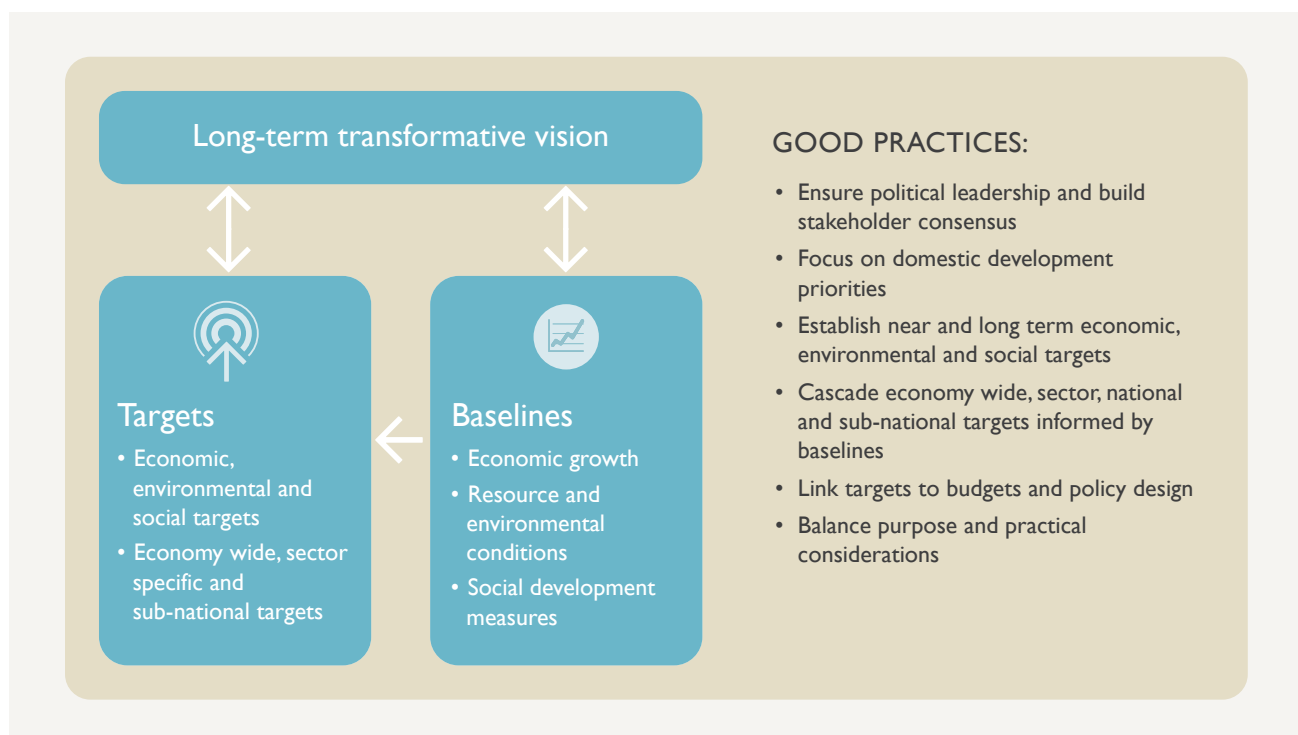 Long-term transformative vision
Targets
• Economic,
environmental and
social targets
• Economy wide, sector
specific and
sub-national targets
Baselines
• Economic growth
• Resource and
environmental
conditions
• Social development
measures
GOOD PRACTICES:
• Ensure political leadership and build
stakeholder consensus
• Focus on domestic development
priorities
• Establish near and long term economic,
environmental and social targets
• Cascade economy wide, sector, national
and sub-national targets informed by
baselines
• Link targets to budgets and policy design
• Balance purpose and practical
considerations